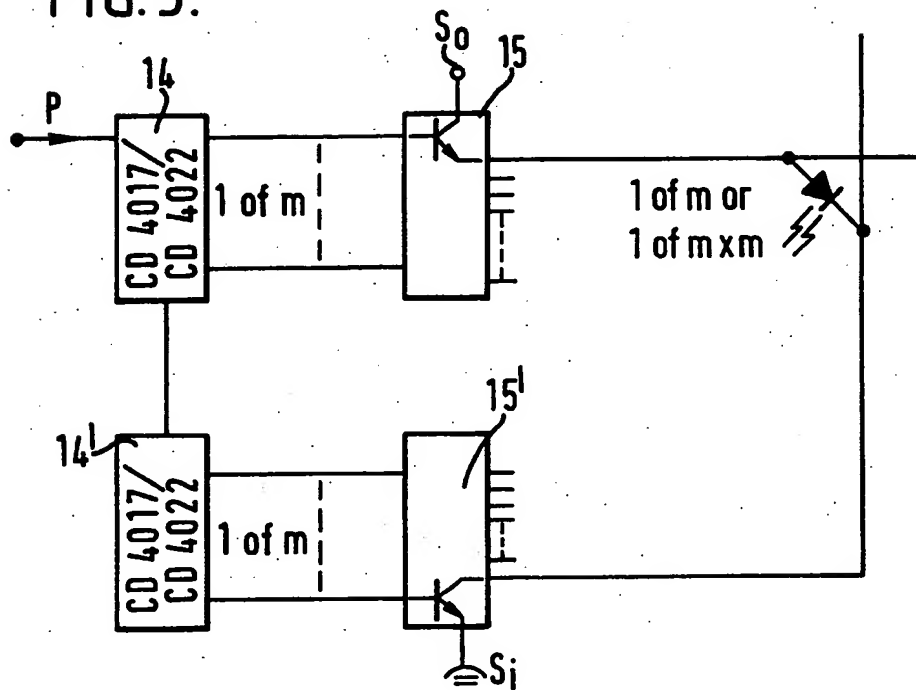 FIG.
S0
15
14
P
CD 4017/
CD 4022
1 of m
1 of m or
1 of m x m
15'
14'
CD 4017/
CD 4022
1 of m
Si